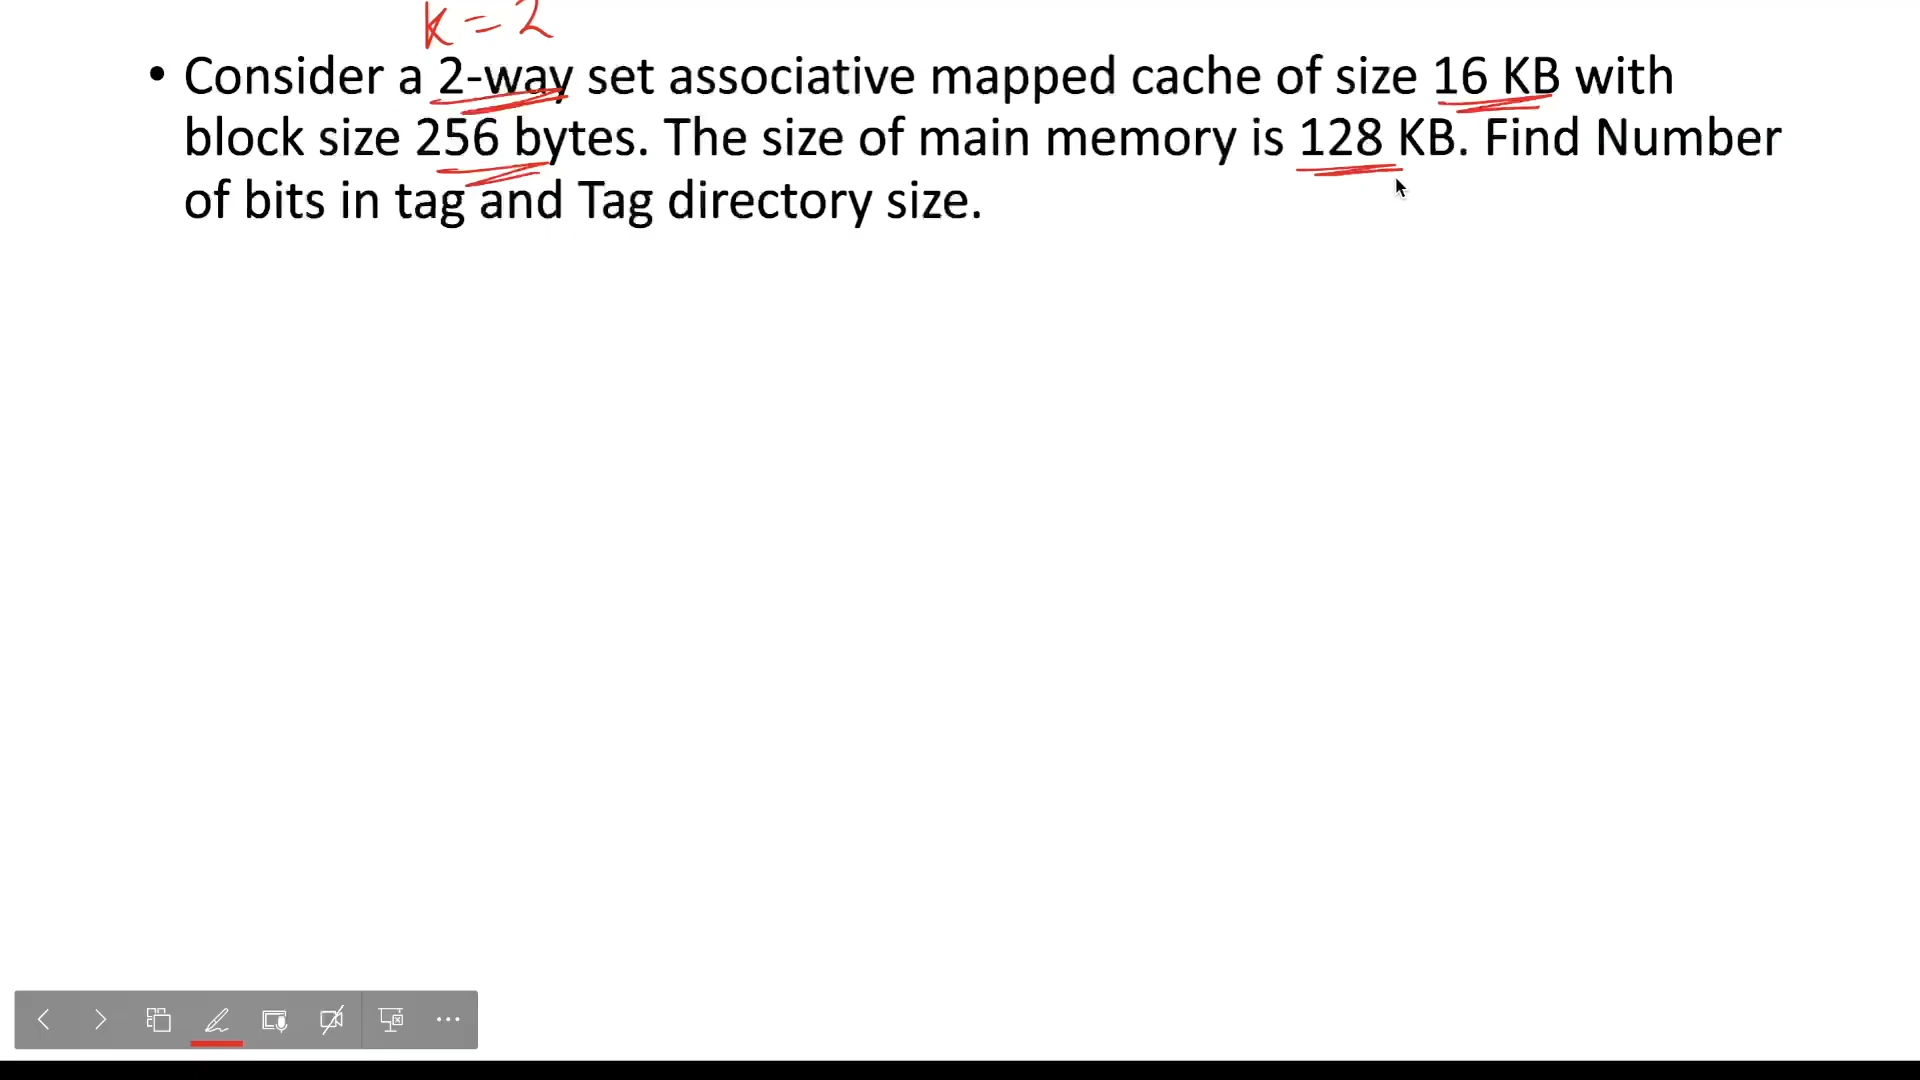 K = 2
• Consider a 2-way set associative mapped cache of size 16 KB with
block size 256 bytes. The size of main memory is 128 KB. Find Number
of bits in tag and Tag directory size.